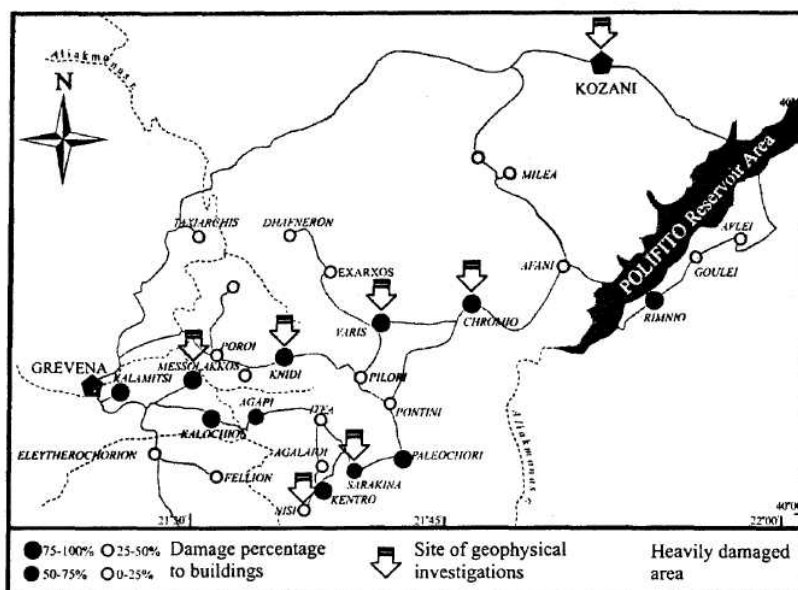 Aliakmonas
N
KOZANI
POLIFITO Reservoir Area
MILEA
TAXIARCHIS
DHAFNERON
AVLEI
EXARXOS
AFANI
GOULEI
RIMNIO
VARIS
CHROMIO
POROI
MESSOLAKKOS
KNIDI
GREVENA
KALAMITSI
PILORI
AGAPI
PONTINI
KALOCHION
ITEA
Aliakmonas
ELEYTHEROCHORION
AGALAIOI
PALEOCHORI
FELLION
SARAKINA
KENTRO
NISI
21°30
21°45
22°00
75-100% 25-50% Damage percentage
50-75% 0-25% to buildings
Site of geophysical
investigations
Heavily damaged
area